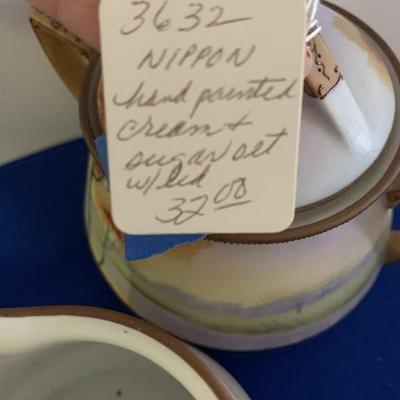 3632
NIPPON
hand painted
cream +
sugar set
w/lid
32 00